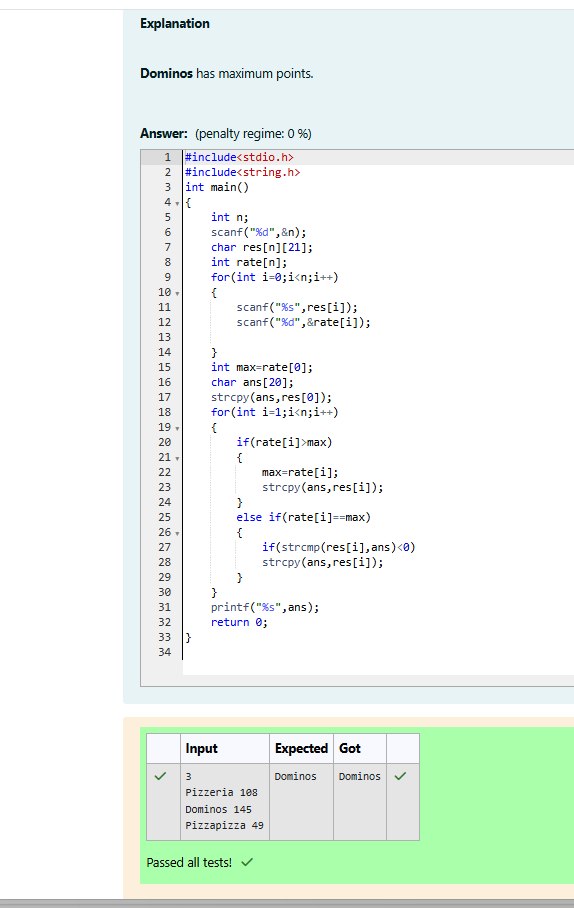 Explanation
Dominos has maximum points.
Answer: (penalty regime: 0 %)
1 #include<stdio.h>
2 #include<string.h>
3 int main()
4 {
5 int n;
6 scanf("%d",&n);
7 char res[n][21];
8 int rate[n];
9 for(int i=0;i<n;i++)
10 {
11 scanf("%s",res[i]);
12 scanf("%d",&rate[i]);
13
14 }
15 int max=rate[0];
16 char ans[20];
17 strcpy(ans,res[0]);
18 for(int i=1;i<n;i++)
19 {
20 if(rate[i]>max)
21 {
22 max=rate[i];
23 strcpy(ans,res[i]);
24 }
25 else if(rate[i]==max)
26 {
27 if(strcmp(res[i],ans)<0)
28 strcpy(ans,res[i]);
29 }
30 }
31 printf("%s",ans);
32 return 0;
33 }
34
Input Expected Got
3 Dominos Dominos
Pizzeria 108
Dominos 145
Pizzapizza 49
Passed all tests!